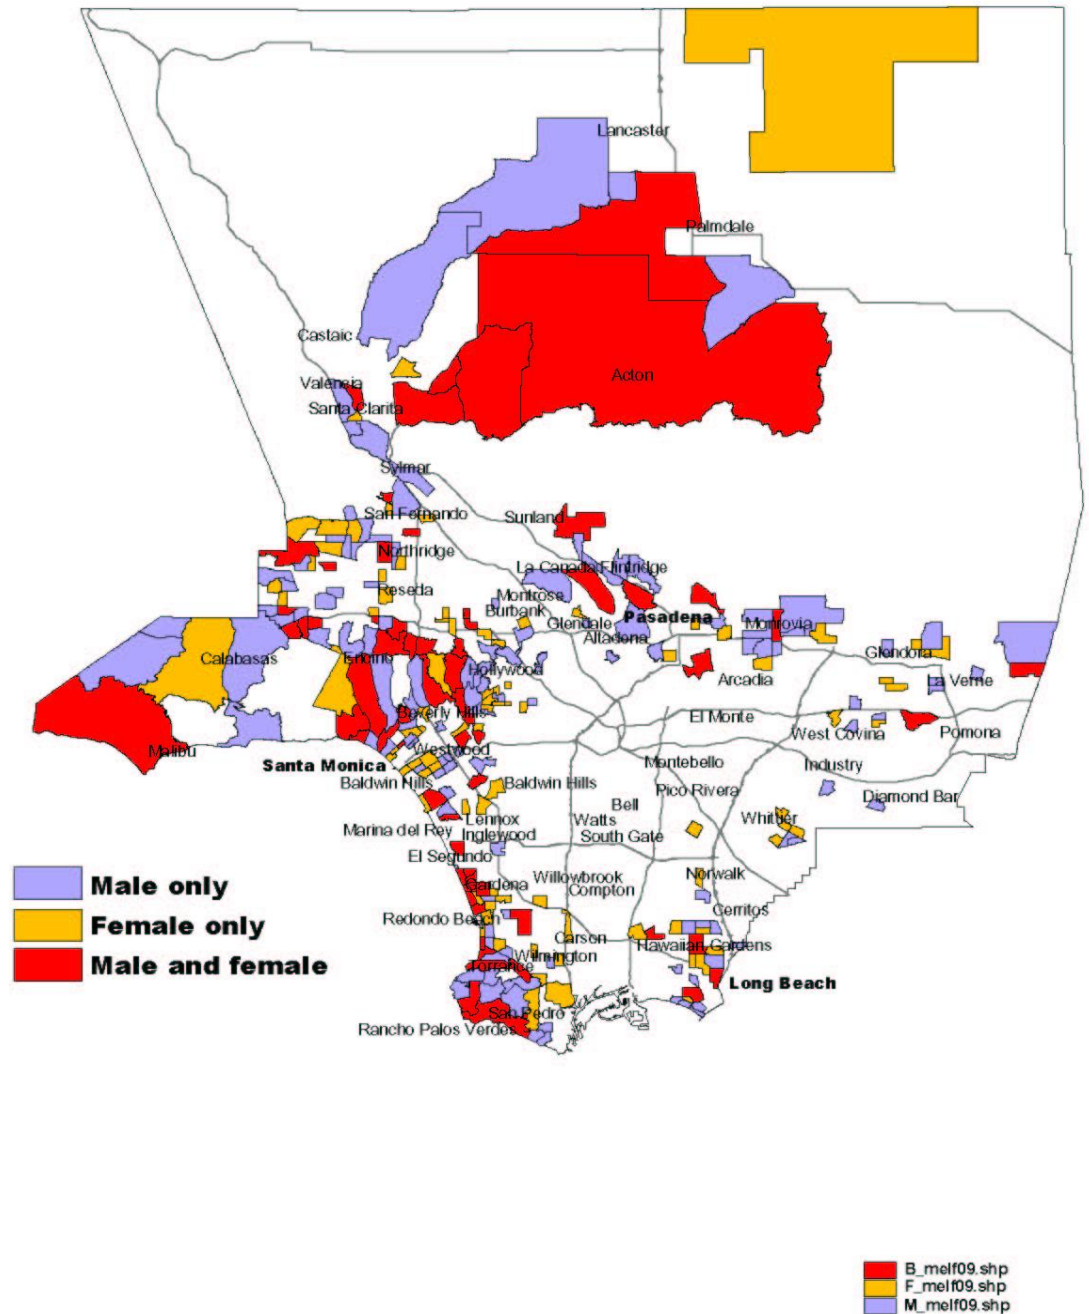 Lancaster
Palmdale
Castaic
Acton
Valencia
Santa Clarita
Sylmar
San Fernando
Sunland
Northridge
La Canada Flintridge
Reseda
Montrose
Burbank
Pasadena
Glendale
Monrovia
Altadena
Glendora
Calabasas
Encino
Hollywood
Arcadia
La Verne
Beverly Hills
El Monte
Malibu
Westwood
West Covina
Pomona
Santa Monica
Montebello
Industry
Baldwin Hills
Baldwin Hills
Pico Rivera
Diamond Bar
Bell
Lennox
Watts
Whittier
Marina del Rey
Inglewood
South Gate
El Segundo
Gardena
Willowbrook
Norwalk
Compton
Male only
Redondo Beach
Cerritos
Female only
Carson
Hawaiian Gardens
Wilmington
Male and female
Torrance
Long Beach
San Pedro
Rancho Palos Verdes
B_melf09.shp
F_melf09.shp
M_melf09.shp